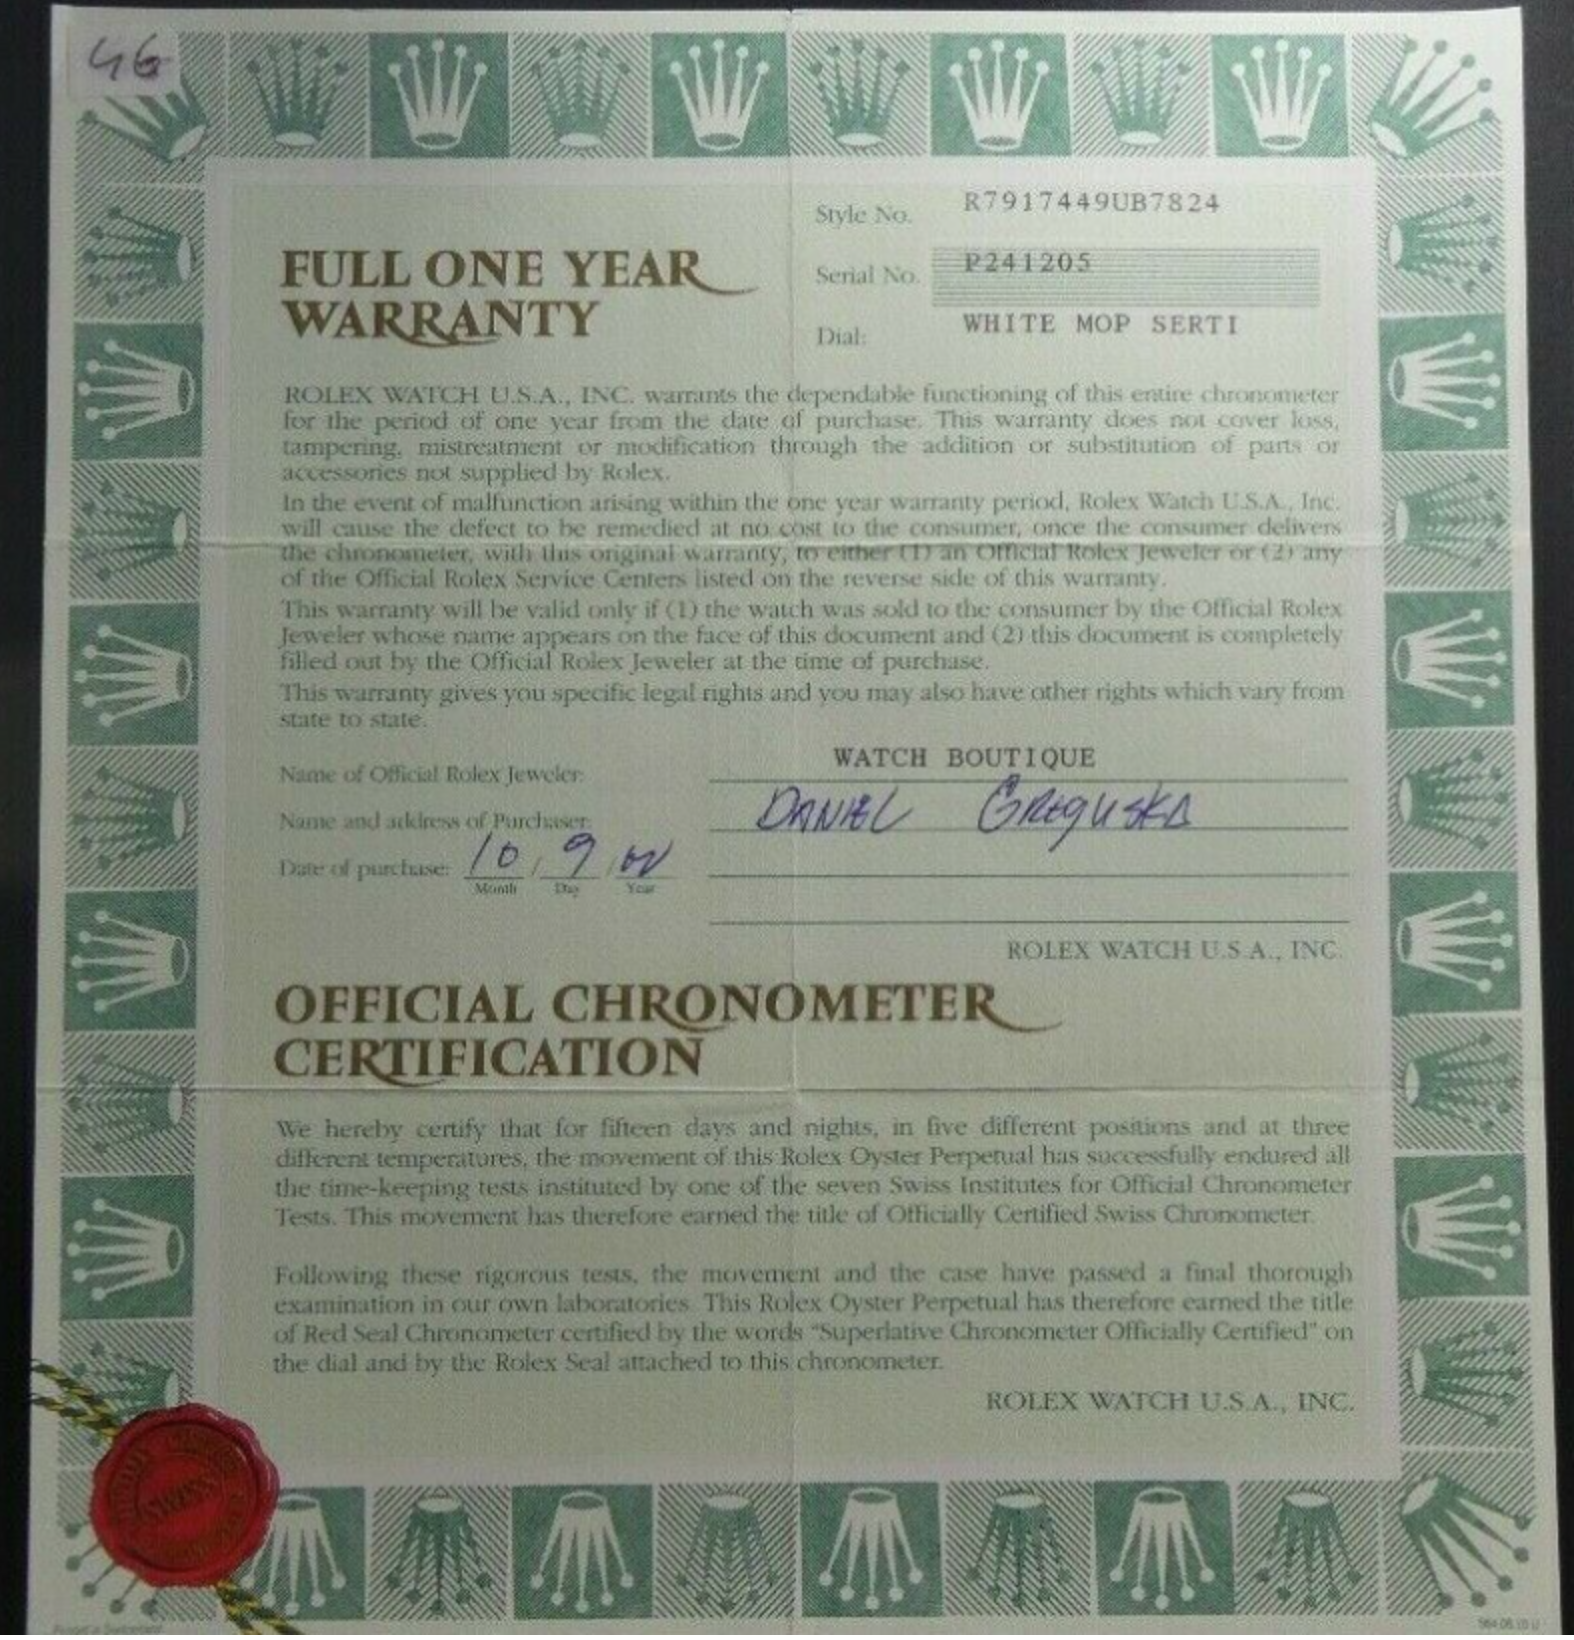 46
Style No. R7917449UB7824
FULL ONE YEAR
WARRANTY
Serial No. P241205
Dial: WHITE MOP SERTI
ROLEX WATCH U.S.A., INC. warrants the dependable functioning of this entire chronometer
for the period of one year from the date of purchase. This warranty does not cover loss,
tampering, mistreatment or modification through the addition or substitution of parts or
accessories not supplied by Rolex.
In the event of malfunction arising within the one year warranty period, Rolex Watch U.S.A., Inc.
will cause the defect to be remedied at no cost to the consumer, once the consumer delivers
the chronometer, with this original warranty, to either (1) an Official Rolex Jeweler or (2) any
of the Official Rolex Service Centers listed on the reverse side of this warranty.
This warranty will be valid only if (1) the watch was sold to the consumer by the Official Rolex
Jeweler whose name appears on the face of this document and (2) this document is completely
filled out by the Official Rolex Jeweler at the time of purchase.
This warranty gives you specific legal rights and you may also have other rights which vary from
state to state.
Name of Official Rolex Jeweler: WATCH BOUTIQUE
Name and address of Purchaser: DANIEL GREGUSKA
Date of purchase: 10 / 9 /
Month Day Year
ROLEX WATCH U.S.A., INC.
OFFICIAL CHRONOMETER
CERTIFICATION
We hereby certify that for fifteen days and nights, in five different positions and at three
different temperatures, the movement of this Rolex Oyster Perpetual has successfully endured all
the time-keeping tests instituted by one of the seven Swiss Institutes for Official Chronometer
Tests. This movement has therefore earned the title of Officially Certified Swiss Chronometer.
Following these rigorous tests, the movement and the case have passed a final thorough
examination in our own laboratories. This Rolex Oyster Perpetual has therefore earned the title
of Red Seal Chronometer certified by the words "Superlative Chronometer Officially Certified" on
the dial and by the Rolex Seal attached to this chronometer.
ROLEX WATCH U.S.A., INC.
SWISS
Printed in Switzerland